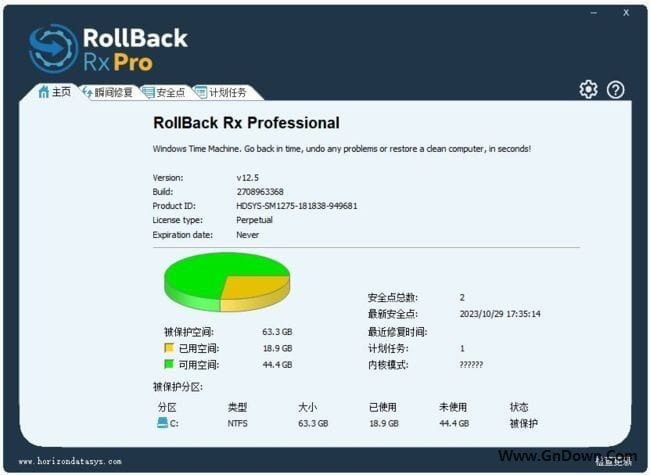 RollBack
Rx Pro
主页 瞬间修复 安全点 计划任务
RollBack Rx Professional
Windows Time Machine. Go back in time, undo any problems or restore a clean computer, in seconds!
Version: v12.5
Build: 2708963368
Product ID: HDSYS-SM1275-181838-949681
License type: Perpetual
Expiration date: Never
安全点总数: 2
最新安全点: 2023/10/29 17:35:14
被保护空间: 63.3 GB 最近修复时间:
已用空间: 18.9 GB 计划任务: 1
可用空间: 44.4 GB 内核模式: ??????
被保护分区:
分区 类型 大小 已使用 未使用 状态
C: NTFS 63.3 GB 18.9 GB 44.4 GB 被保护
Www.GnDown.Com
www.horizondatasys.com 检查更新